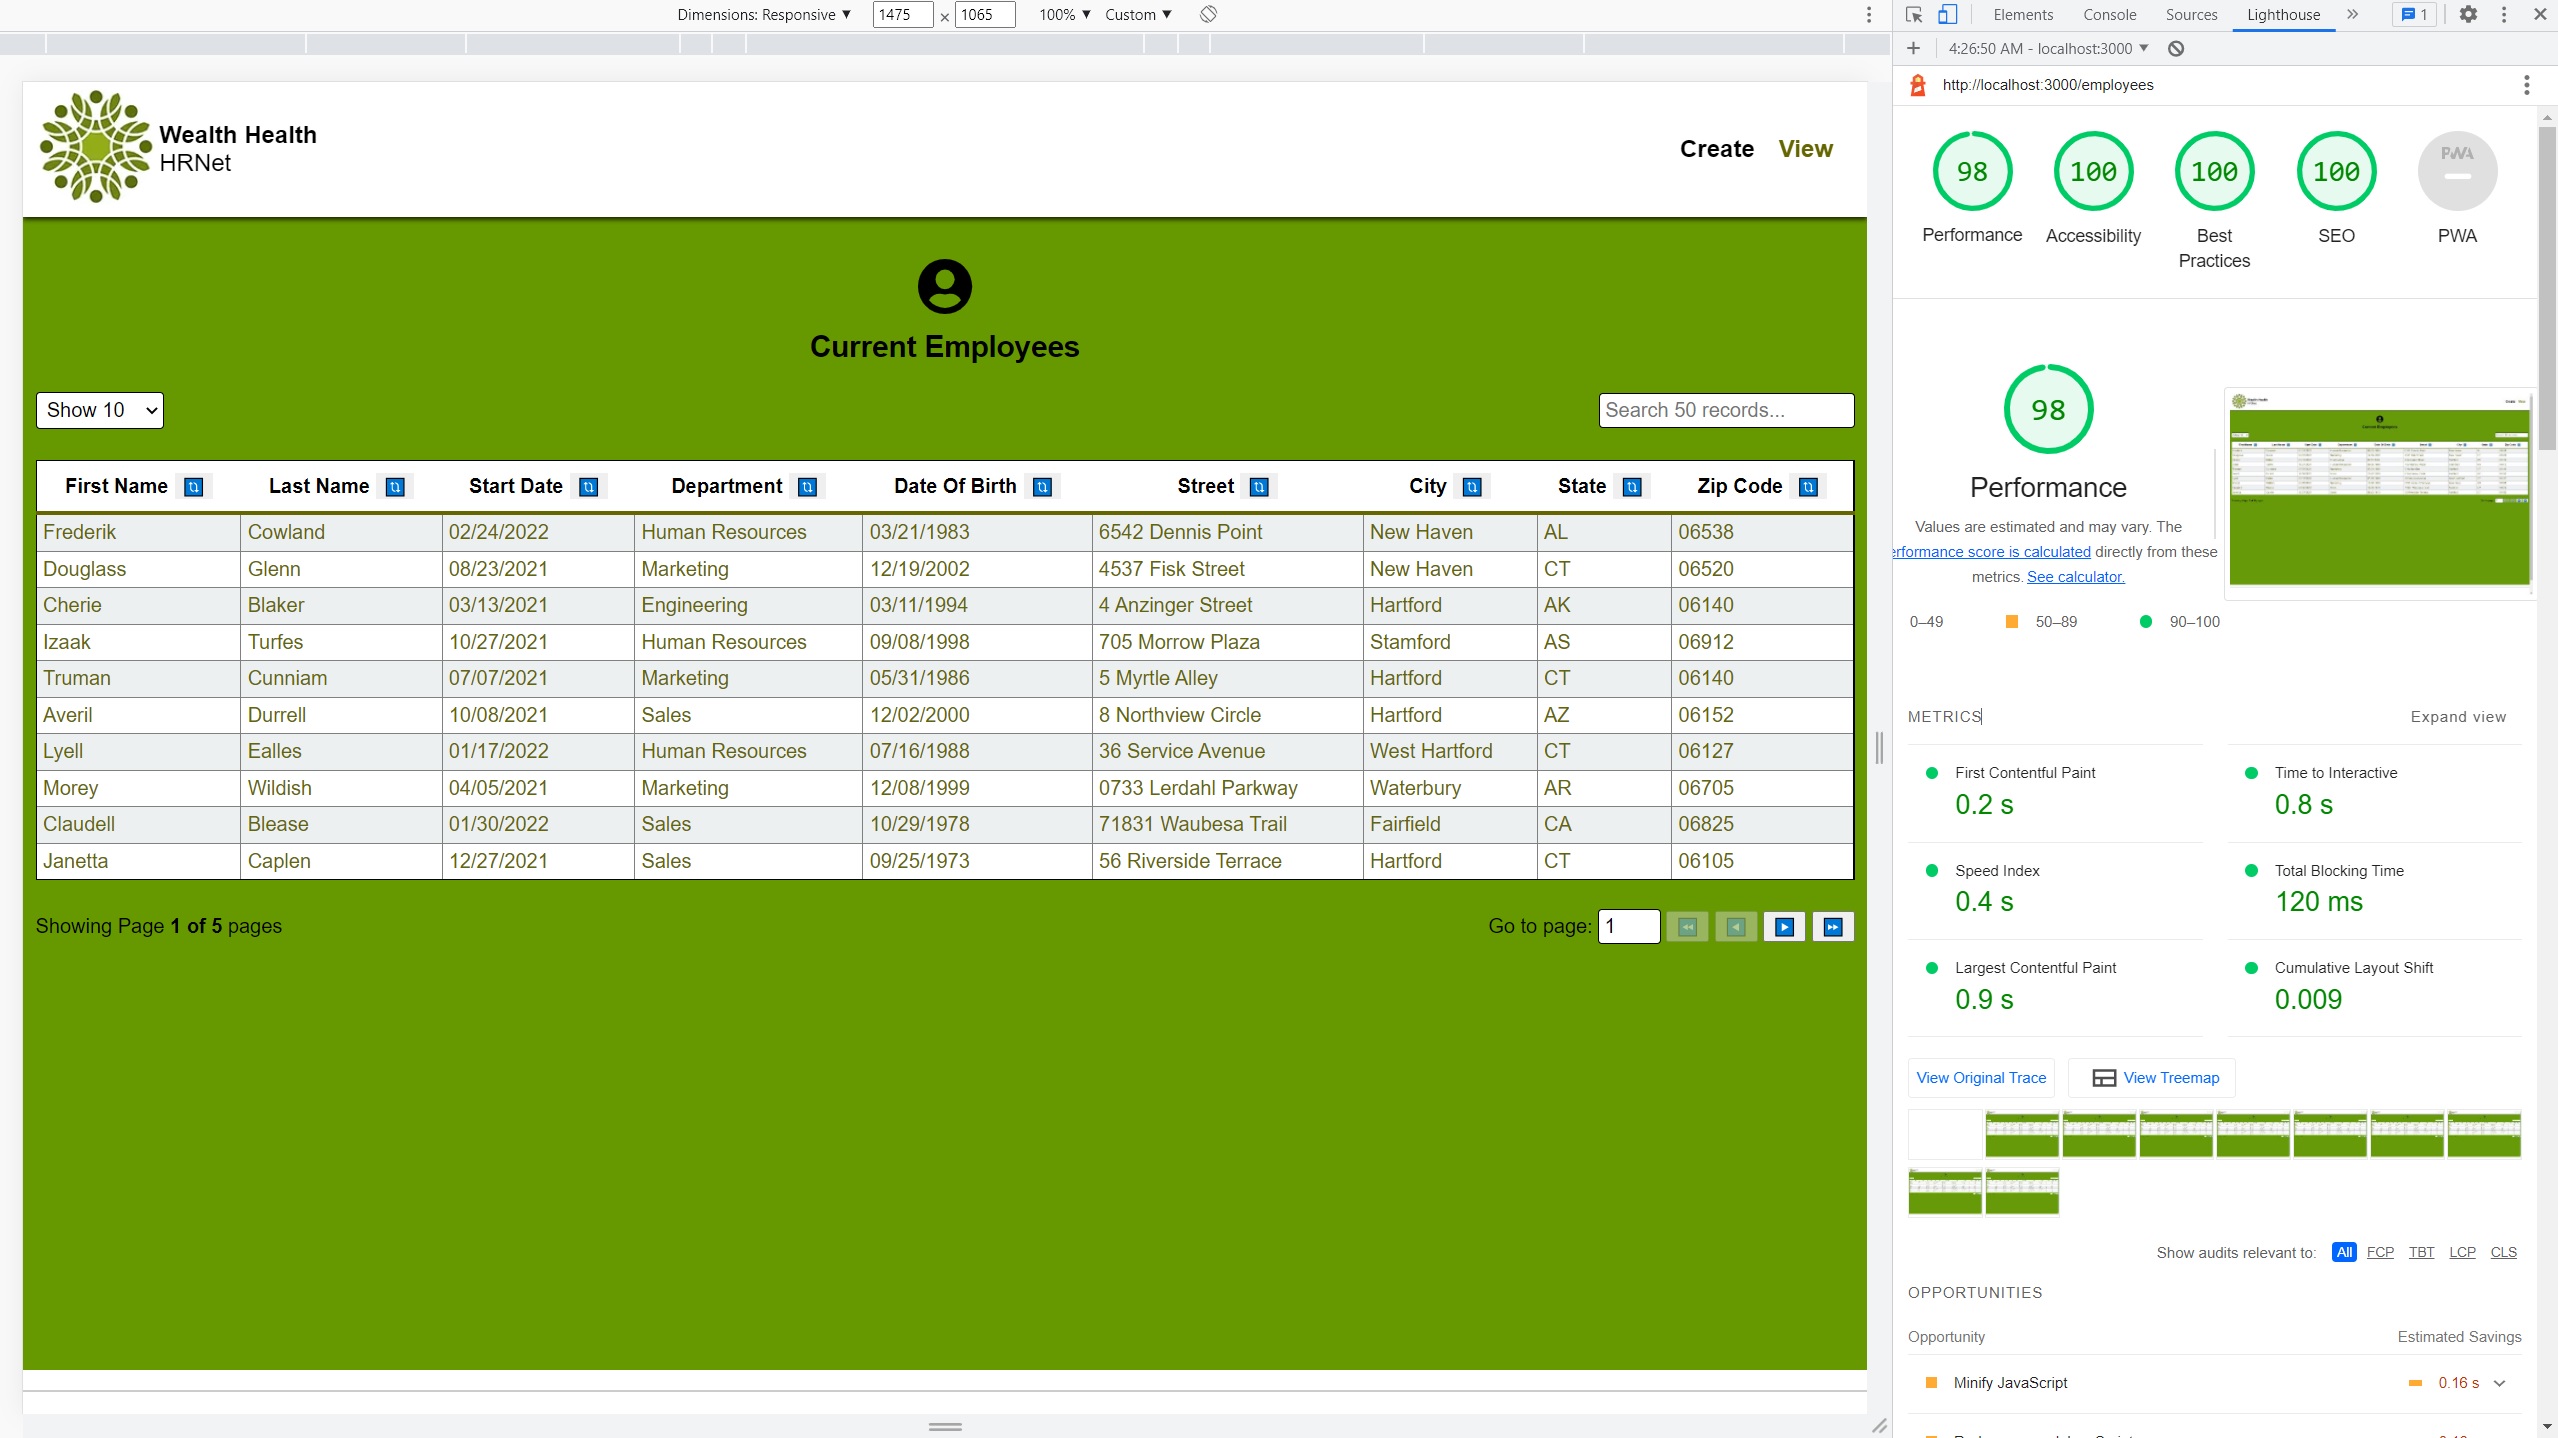 Dimensions: Responsive ▼ 1475 × 1065 100% ▼ Custom ▼
Elements Console Sources Lighthouse » 1
+ 4:26:50 AM - localhost:3000 ▼
http://localhost:3000/employees
Wealth Health
HRNet
Create View
Current Employees
Show 10
Search 50 records...
First Name Last Name Start Date Department Date Of Birth Street City State Zip Code
Frederik Cowland 02/24/2022 Human Resources 03/21/1983 6542 Dennis Point New Haven AL 06538
Douglass Glenn 08/23/2021 Marketing 12/19/2002 4537 Fisk Street New Haven CT 06520
Cherie Blaker 03/13/2021 Engineering 03/11/1994 4 Anzinger Street Hartford AK 06140
Izaak Turfes 10/27/2021 Human Resources 09/08/1998 705 Morrow Plaza Stamford AS 06912
Truman Cunniam 07/07/2021 Marketing 05/31/1986 5 Myrtle Alley Hartford CT 06140
Averil Durrell 10/08/2021 Sales 12/02/2000 8 Northview Circle Hartford AZ 06152
Lyell Ealles 01/17/2022 Human Resources 07/16/1988 36 Service Avenue West Hartford CT 06127
Morey Wildish 04/05/2021 Marketing 12/08/1999 0733 Lerdahl Parkway Waterbury AR 06705
Claudell Blease 01/30/2022 Sales 10/29/1978 71831 Waubesa Trail Fairfield CA 06825
Janetta Caplen 12/27/2021 Sales 09/25/1973 56 Riverside Terrace Hartford CT 06105
Showing Page 1 of 5 pages
Go to page: 1
98 100 100 100 PWA
Performance Accessibility Best Practices SEO PWA
98
Performance
Values are estimated and may vary. The
erformance score is calculated directly from these
metrics. See calculator.
0–49 50–89 90–100
METRICS Expand view
First Contentful Paint
0.2 s
Time to Interactive
0.8 s
Speed Index
0.4 s
Total Blocking Time
120 ms
Largest Contentful Paint
0.9 s
Cumulative Layout Shift
0.009
View Original Trace View Treemap
Show audits relevant to: All FCP TBT LCP CLS
OPPORTUNITIES
Opportunity Estimated Savings
Minify JavaScript 0.16 s